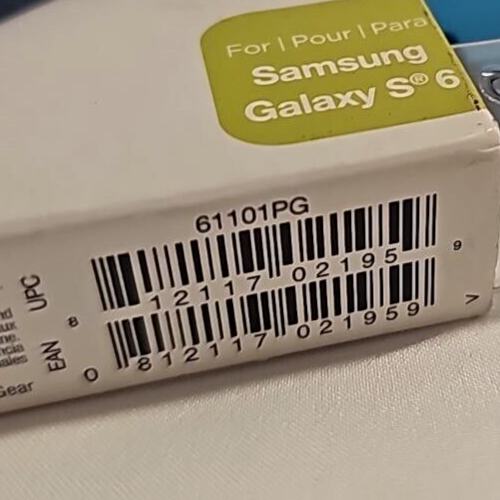 For | Pour | Para
Samsung
Galaxy S® 6
61101PG
UPC
8 12117 02195 9
EAN
0 812117 021959 >
Gear